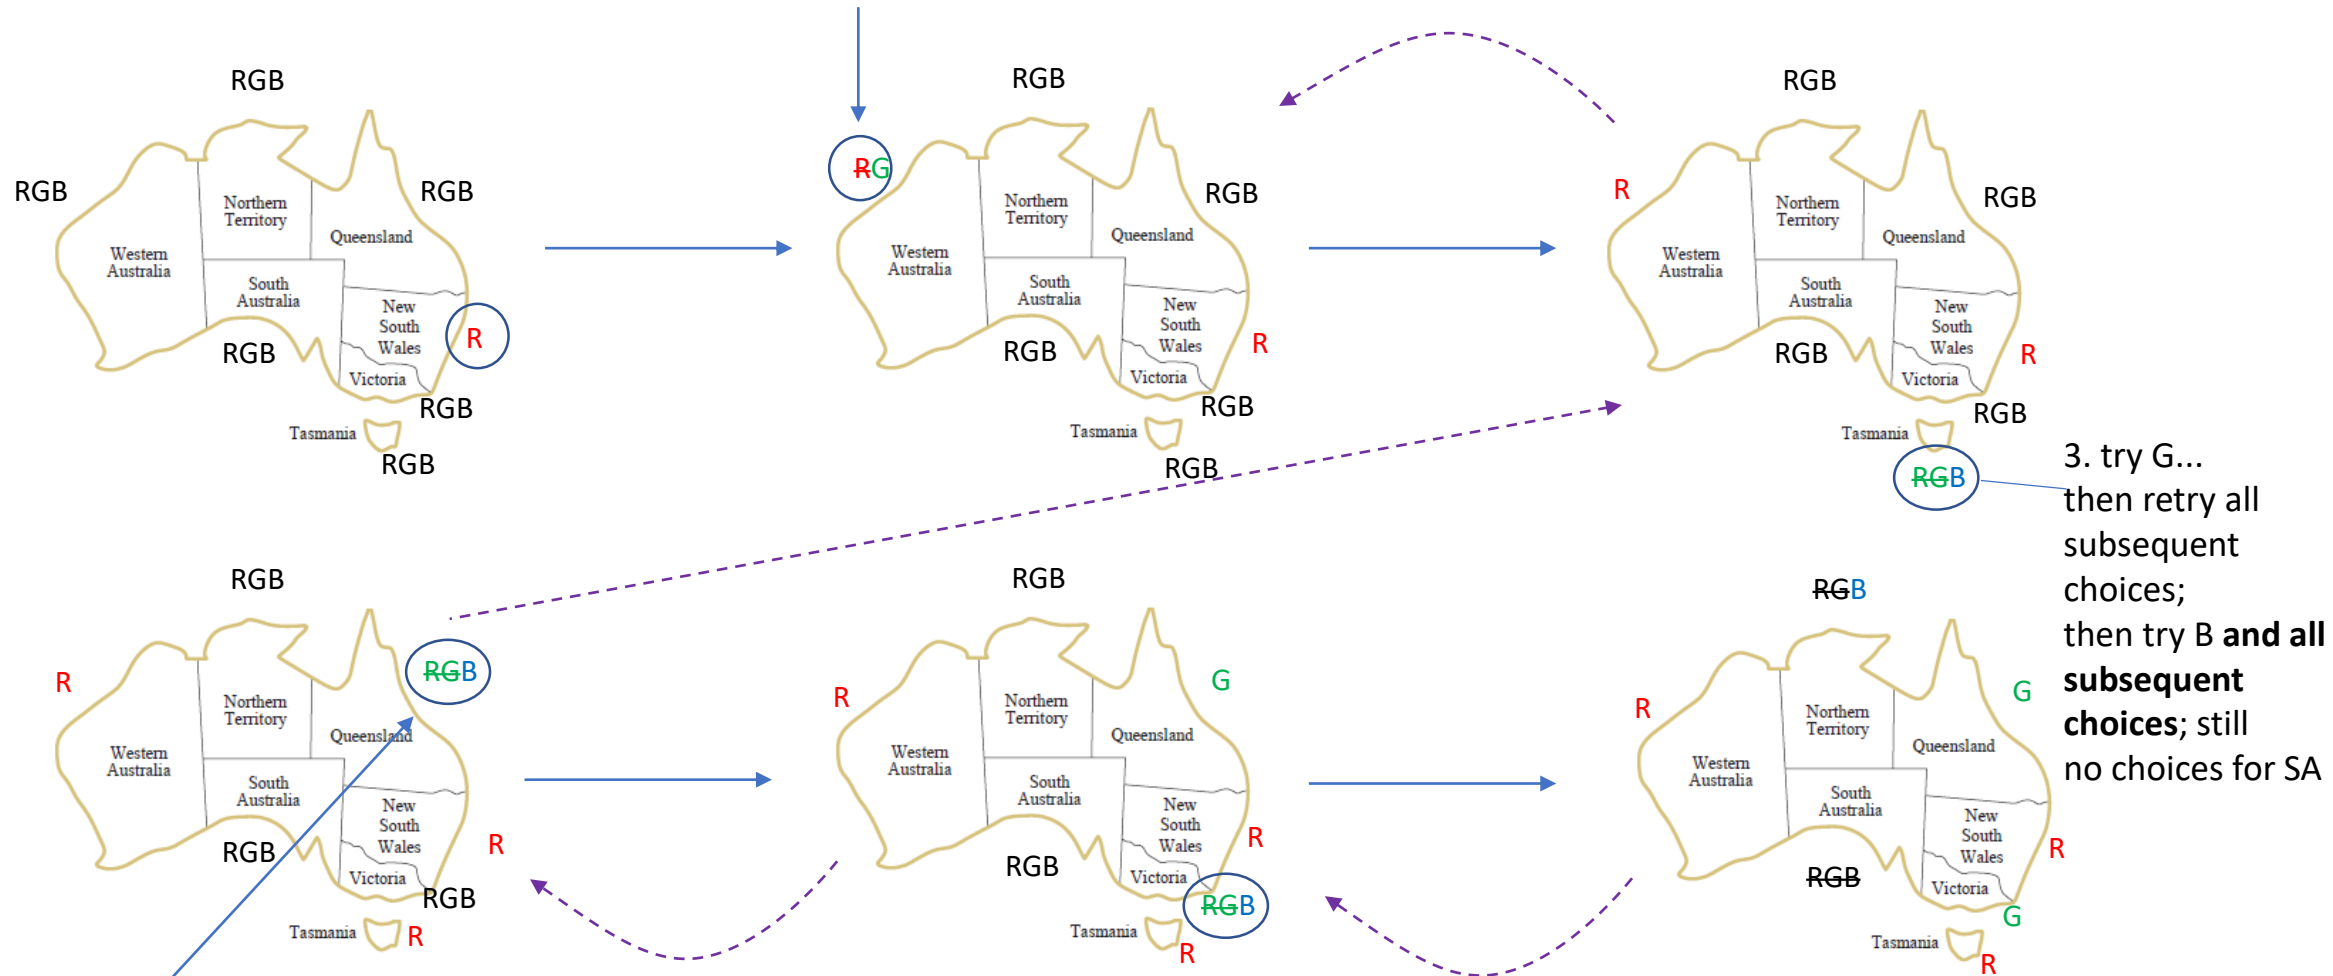 RGB
RGB
RGB
Northern
Territory
Queensland
Western
Australia
South
Australia
New
South
Wales
R
Victoria
RGB
RGB
Tasmania
RGB
RGB
RG
RGB
Northern
Territory
Queensland
Western
Australia
South
Australia
New
South
Wales
R
Victoria
RGB
RGB
Tasmania
RGB
RGB
R
RGB
Northern
Territory
Queensland
Western
Australia
South
Australia
New
South
Wales
R
Victoria
RGB
RGB
Tasmania
RGB
3. try G...
then retry all
subsequent
choices;
then try B and all
subsequent
choices; still
no choices for SA
RGB
R
RGB
Northern
Territory
Queensland
Western
Australia
South
Australia
New
South
Wales
R
RGB
Victoria
RGB
Tasmania
R
RGB
R
G
Northern
Territory
Queensland
Western
Australia
South
Australia
New
South
Wales
R
RGB
Victoria
RGB
Tasmania
R
RGB
R
G
Northern
Territory
Queensland
Western
Australia
South
Australia
New
South
Wales
R
RGB
Victoria
G
Tasmania
R